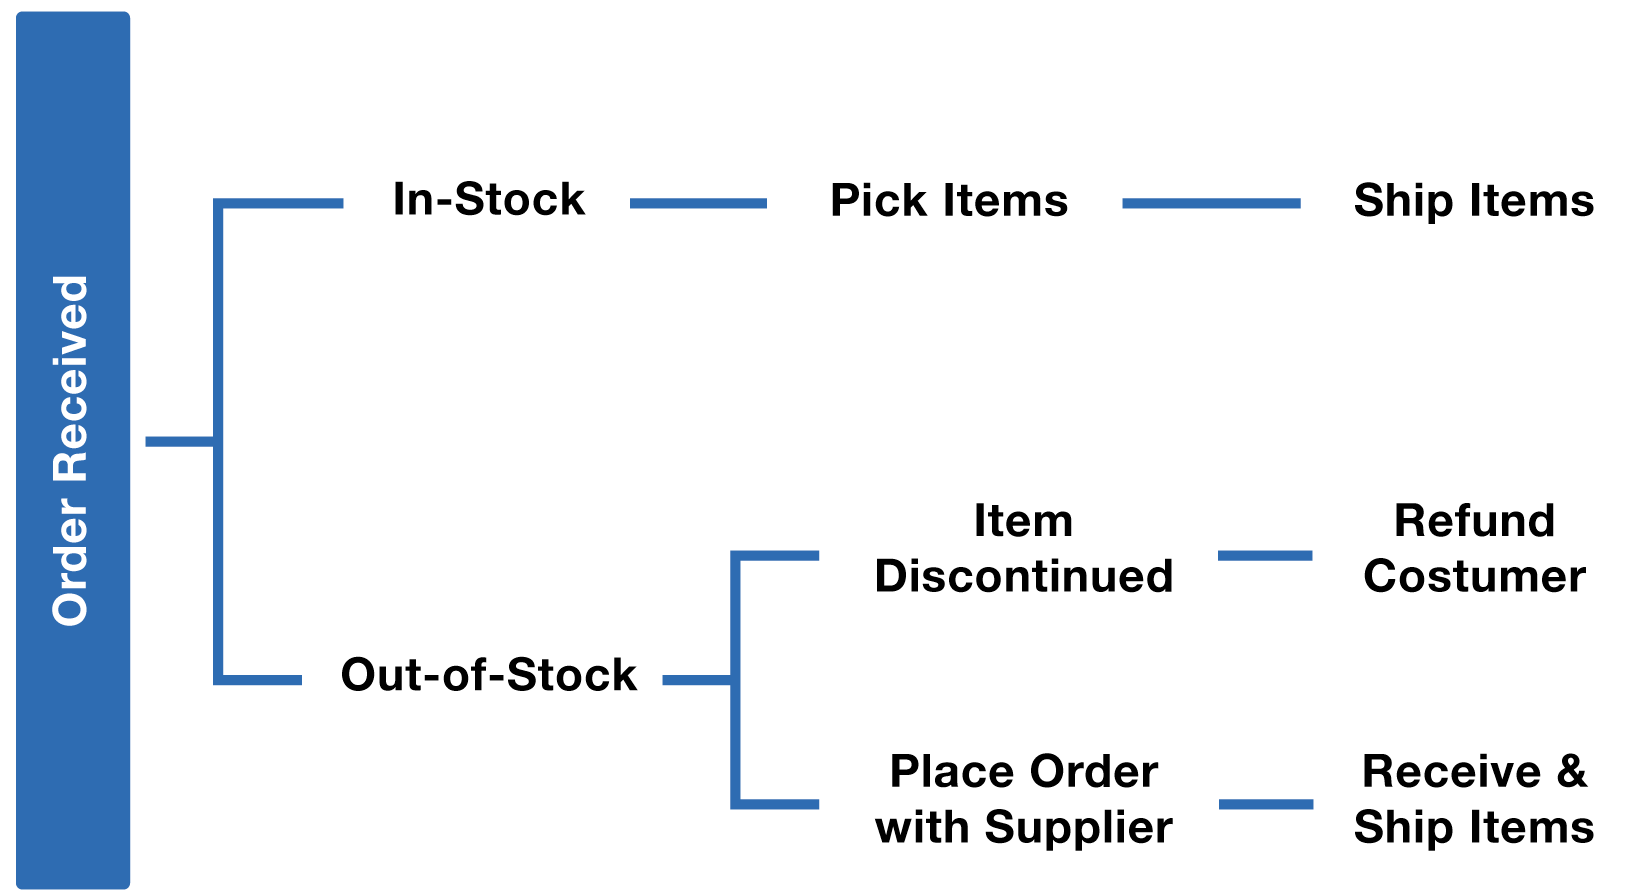 Order Received
In-Stock
Pick Items
Ship Items
Out-of-Stock
Item
Discontinued
Refund
Costumer
Place Order
with Supplier
Receive &
Ship Items